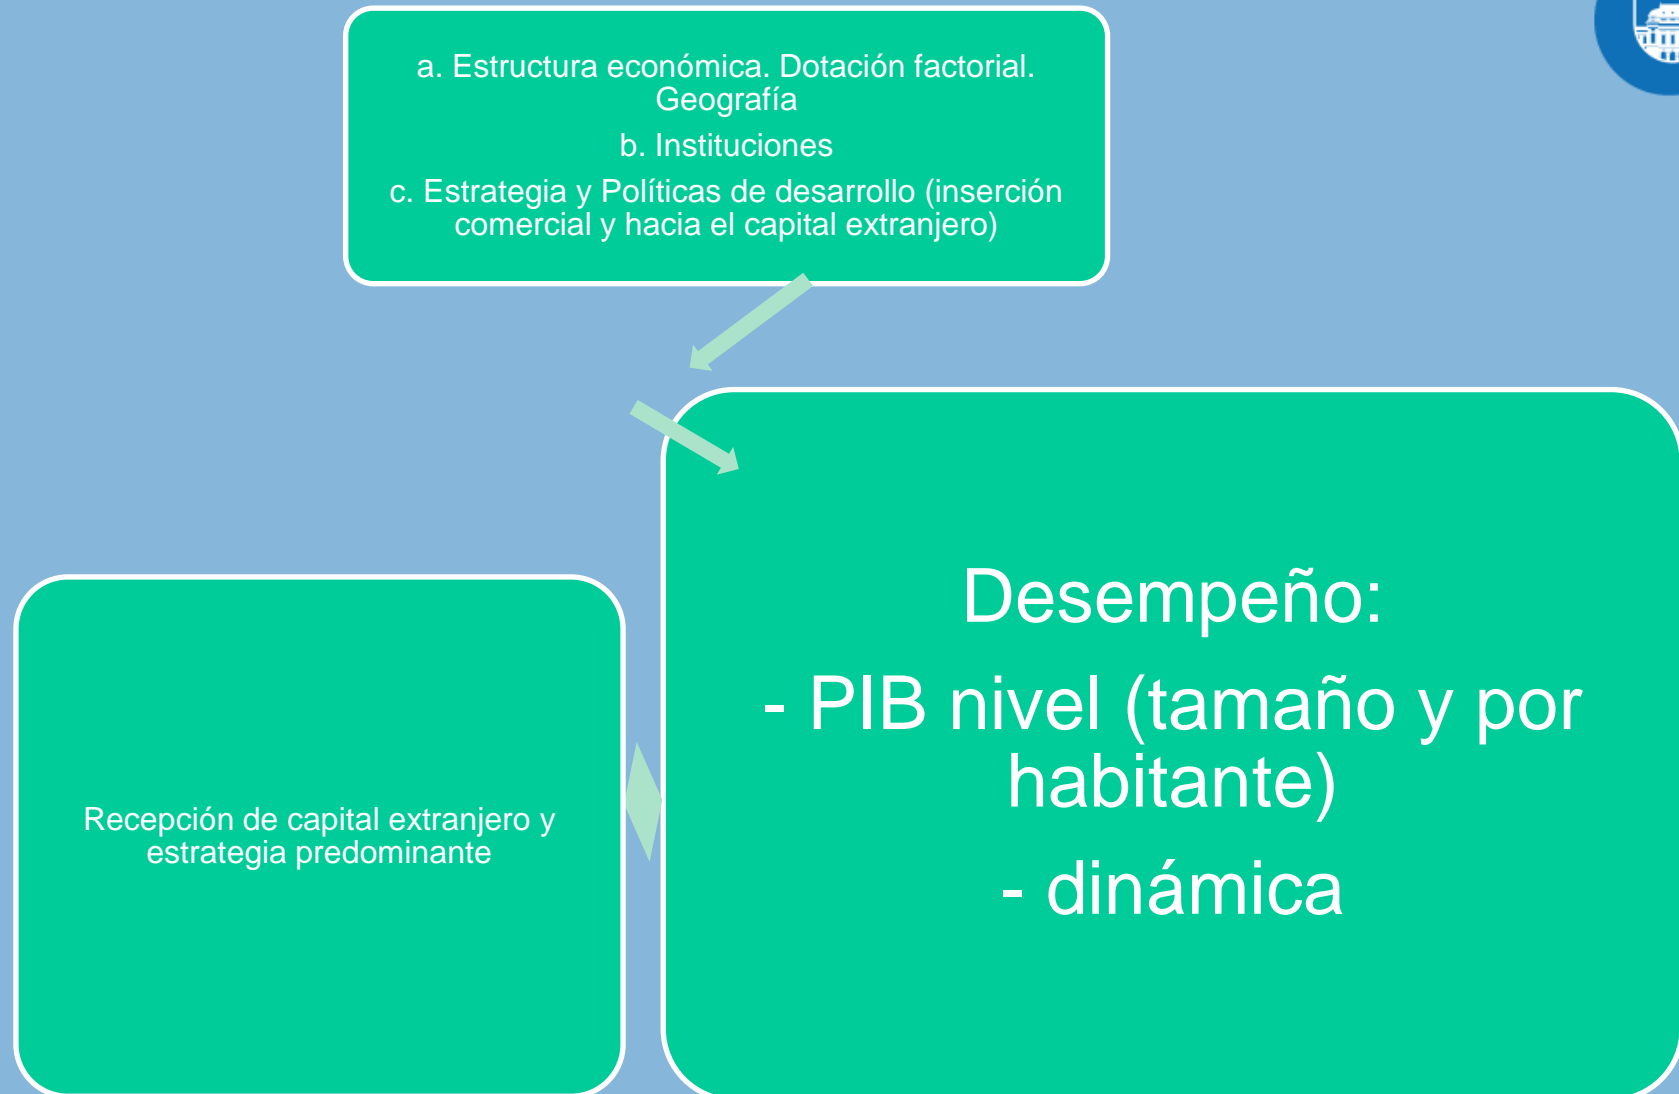 a. Estructura económica. Dotación factorial.
Geografía
b. Instituciones
c. Estrategia y Políticas de desarrollo (inserción
comercial y hacia el capital extranjero)
Desempeño:
- PIB nivel (tamaño y por
habitante)
- dinámica
Recepción de capital extranjero y
estrategia predominante